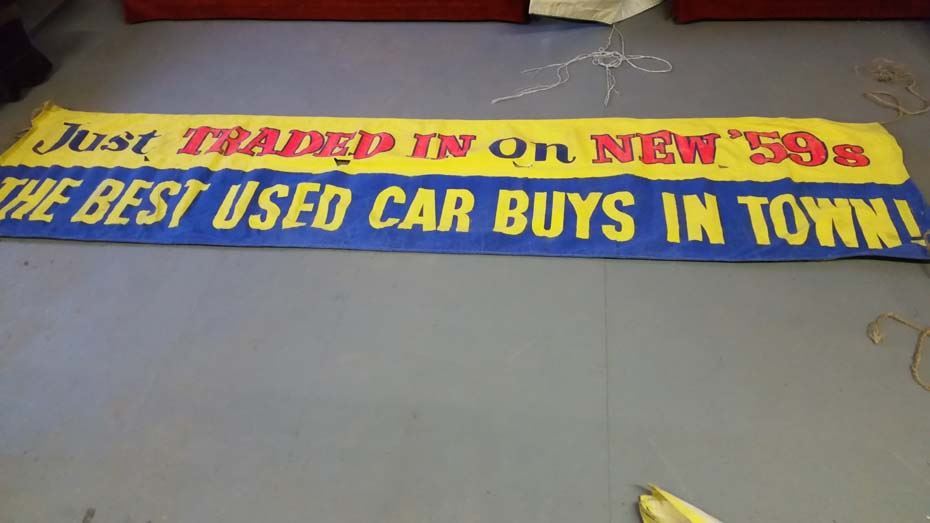 Just TRADED IN On NEW '59s
THE BEST USED CAR BUYS IN TOWN!